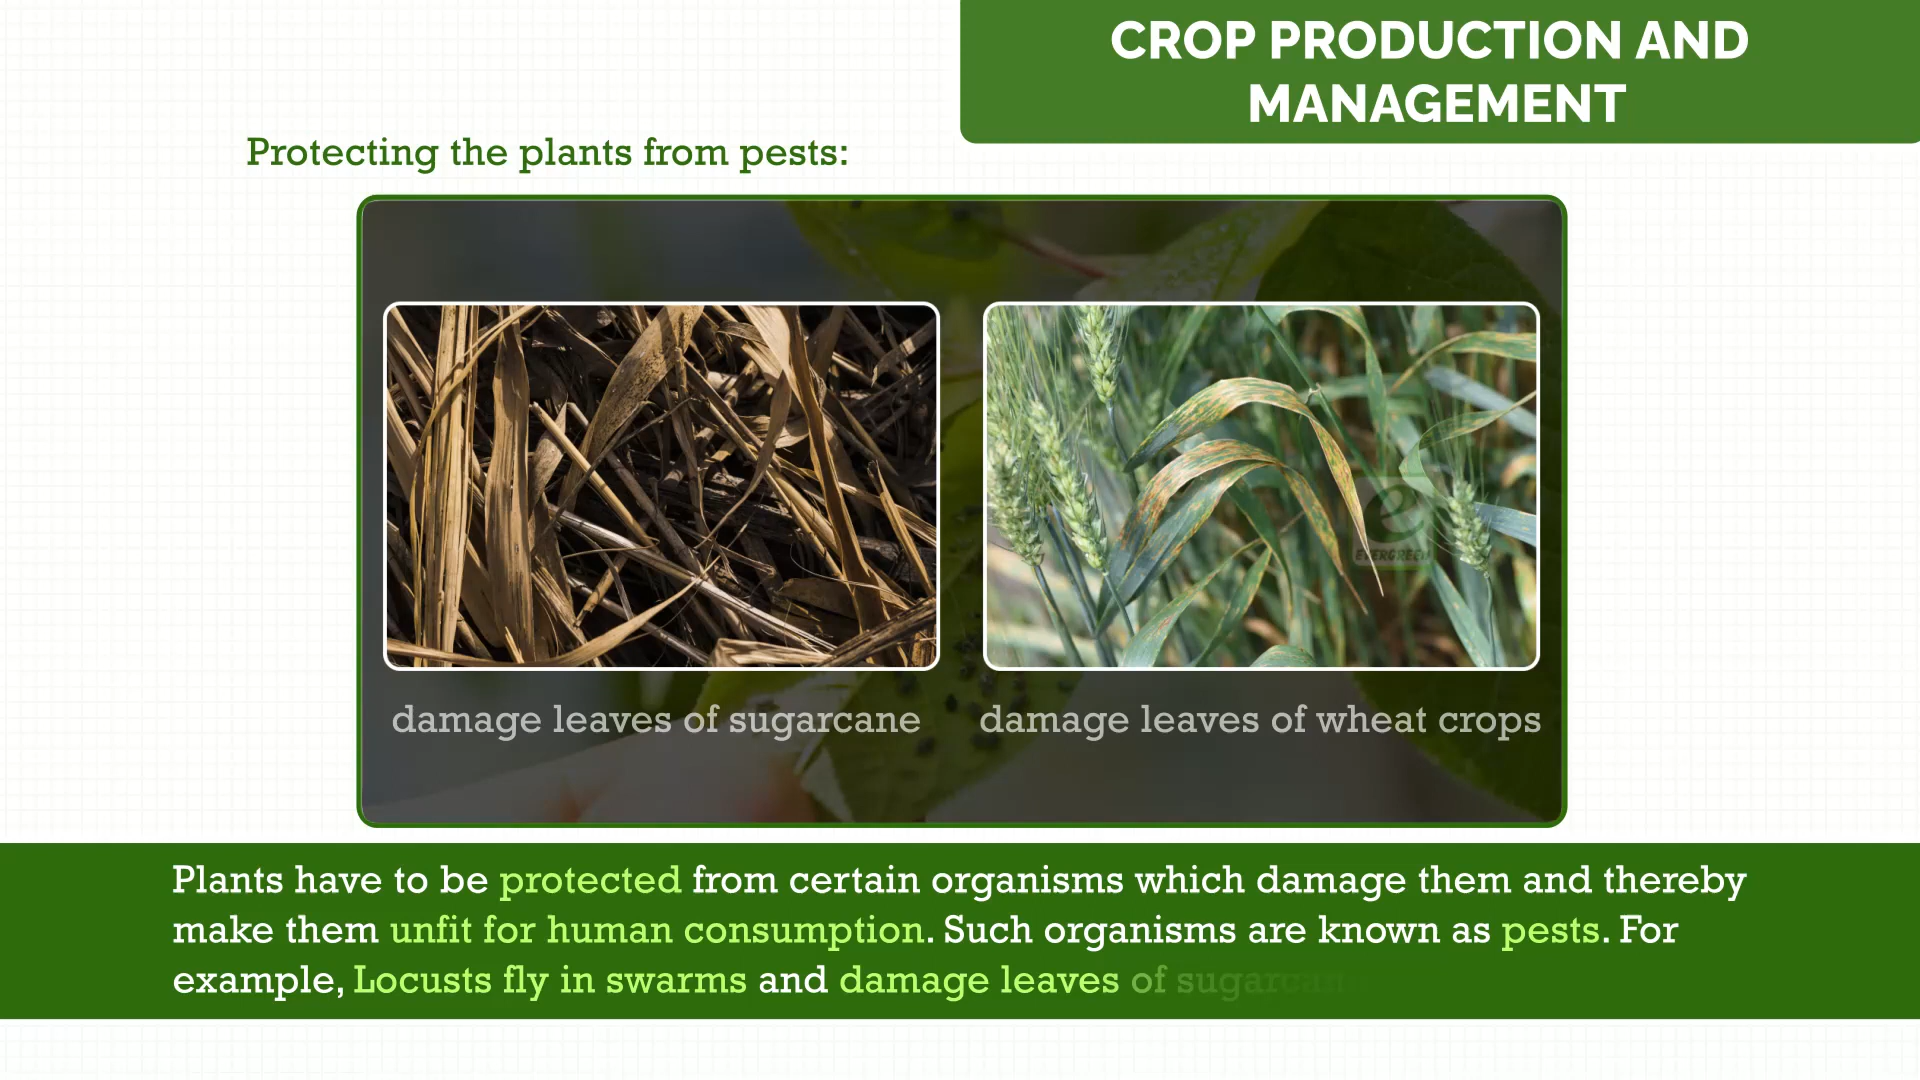 CROP PRODUCTION AND
MANAGEMENT
Protecting the plants from pests:
e
EVERGREEN
damage leaves of sugarcane
damage leaves of wheat crops
Plants have to be protected from certain organisms which damage them and thereby
make them unfit for human consumption. Such organisms are known as pests. For
example, Locusts fly in swarms and damage leaves of